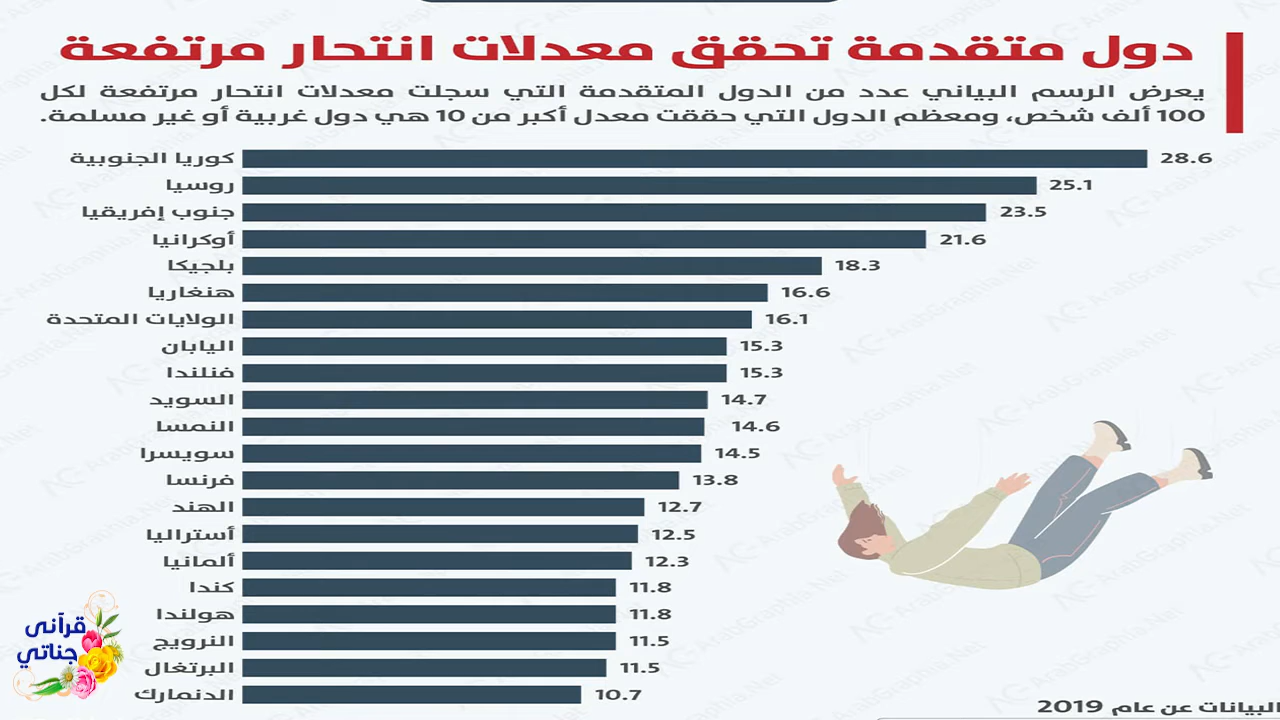 دول متقدمة تحقق معدلات انتحار مرتفعة
يعرض الرسم البياني عدد من الدول المتقدمة التي سجلت معدلات انتحار مرتفعة لكل
100 ألف شخص، ومعظم الدول التي حققت معدل أكبر من 10 هي دول غربية أو غير مسلمة.
كوريا الجنوبية 28.6
روسيا 25.1
جنوب إفريقيا 23.5
أوكرانيا 21.6
بلجيكا 18.3
هنغاريا 16.6
الولايات المتحدة 16.1
اليابان 15.3
فنلندا 15.3
السويد 14.7
النمسا 14.6
سويسرا 14.5
فرنسا 13.8
الهند 12.7
أستراليا 12.5
ألمانيا 12.3
كندا 11.8
هولندا 11.8
النرويج 11.5
البرتغال 11.5
الدنمارك 10.7
البيانات عن عام 2019
قرآنى
جناتي
AG ArabGraphia.Net